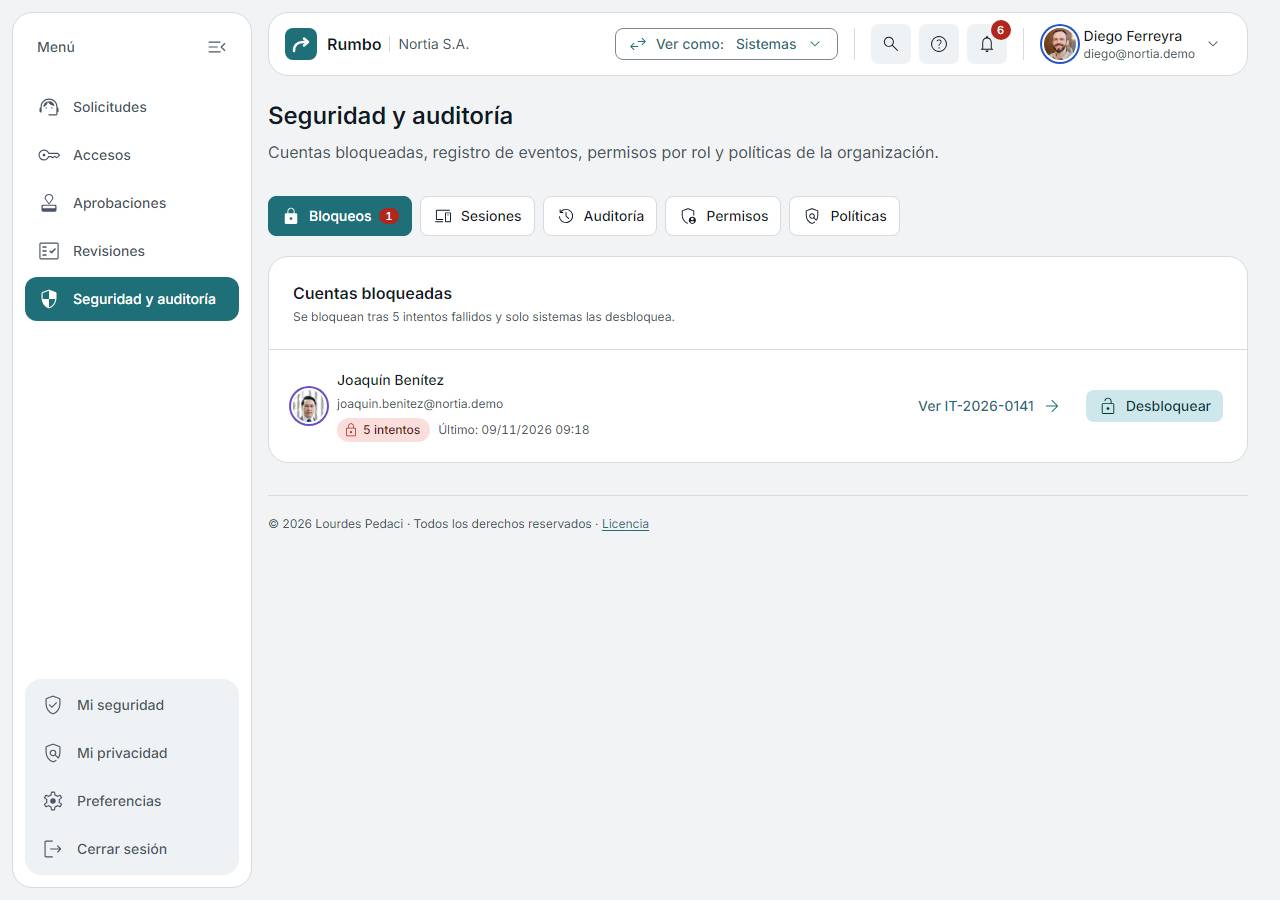 Menú
Solicitudes
Accesos
Aprobaciones
Revisiones
Seguridad y auditoría
Mi seguridad
Mi privacidad
Preferencias
Cerrar sesión
Rumbo Nortia S.A.
Ver como: Sistemas
6
Diego Ferreyra
diego@nortia.demo
Seguridad y auditoría
Cuentas bloqueadas, registro de eventos, permisos por rol y políticas de la organización.
Bloqueos 1 Sesiones Auditoría Permisos Políticas
Cuentas bloqueadas
Se bloquean tras 5 intentos fallidos y solo sistemas las desbloquea.
Joaquín Benítez
joaquin.benitez@nortia.demo
5 intentos Último: 09/11/2026 09:18
Ver IT-2026-0141 Desbloquear
© 2026 Lourdes Pedaci · Todos los derechos reservados · Licencia